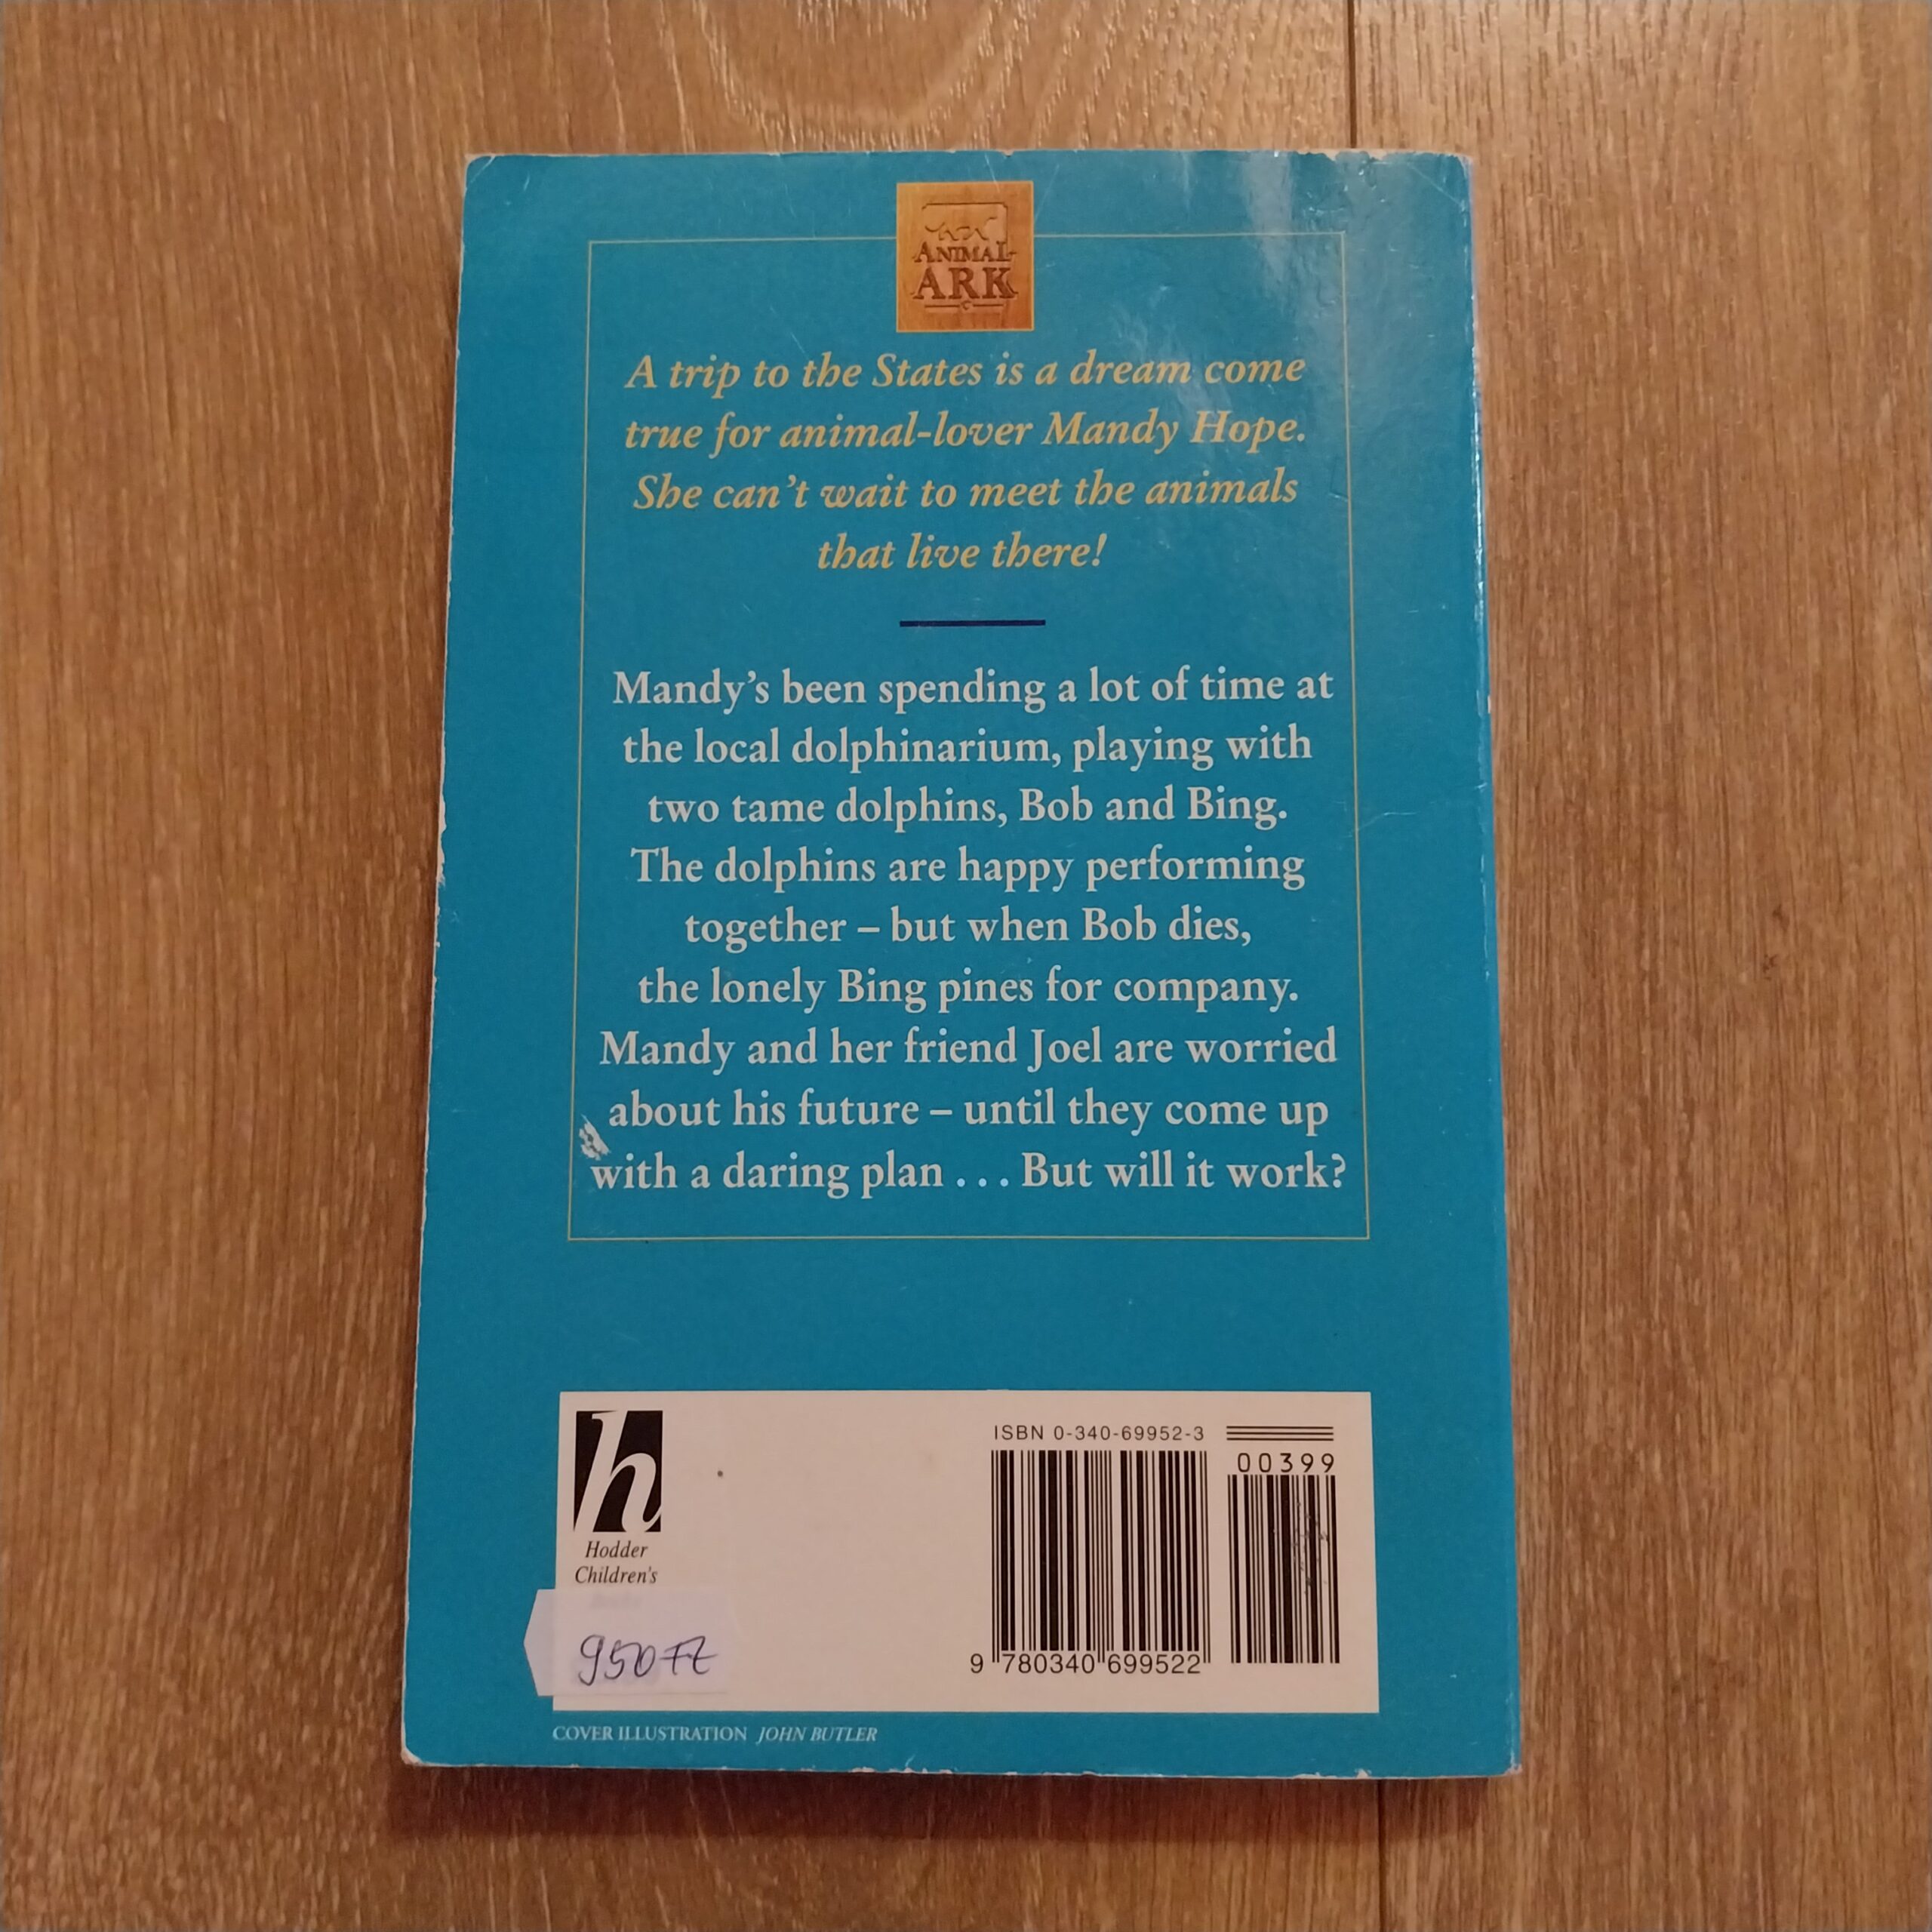 ANIMAL
ARK
A trip to the States is a dream come
true for animal-lover Mandy Hope.
She can't wait to meet the animals
that live there!
Mandy's been spending a lot of time at
the local dolphinarium, playing with
two tame dolphins, Bob and Bing.
The dolphins are happy performing
together – but when Bob dies,
the lonely Bing pines for company.
Mandy and her friend Joel are worried
about his future – until they come up
with a daring plan . . . But will it work?
h
Hodder
Children's
Books
950 Ft
ISBN 0-340-69952-3
00399
9 780340 699522
COVER ILLUSTRATION JOHN BUTLER